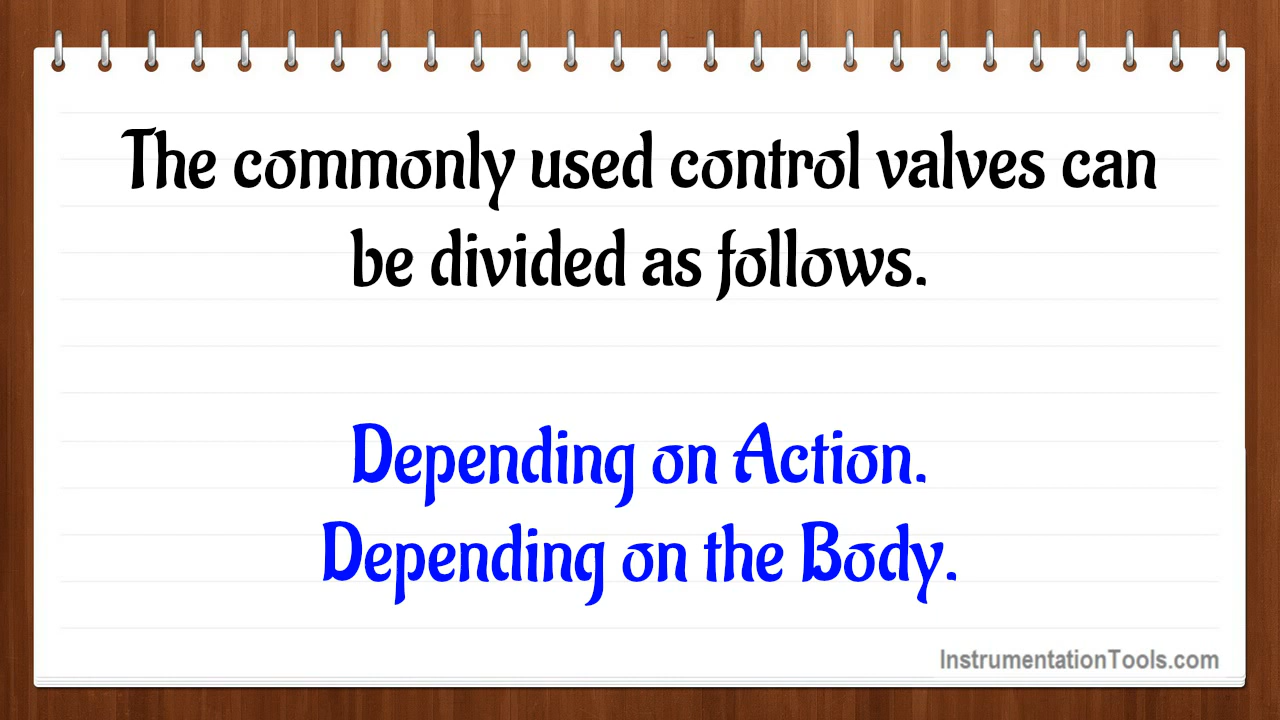 The commonly used control valves can
be divided as follows.
Depending on Action.
Depending on the Body.
InstrumentationTools.com